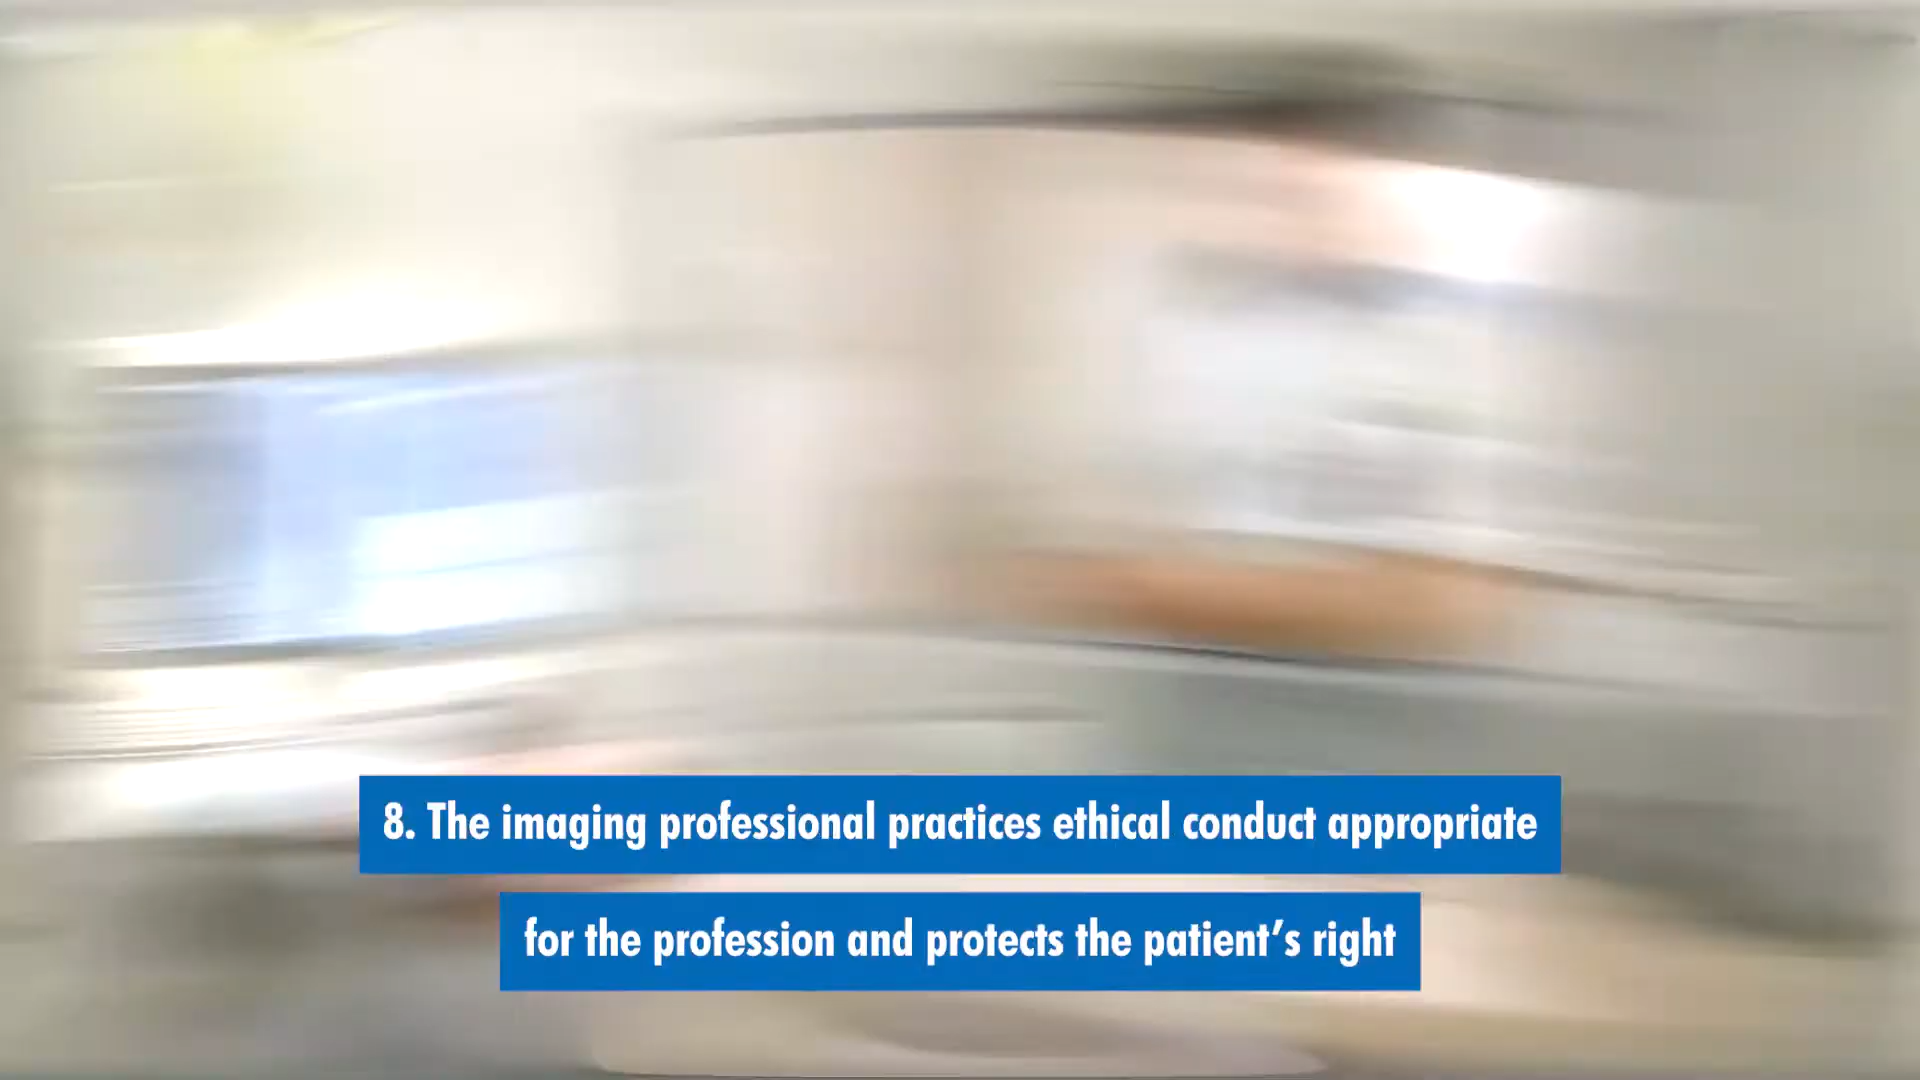 8. The imaging professional practices ethical conduct appropriate
for the profession and protects the patient’s right